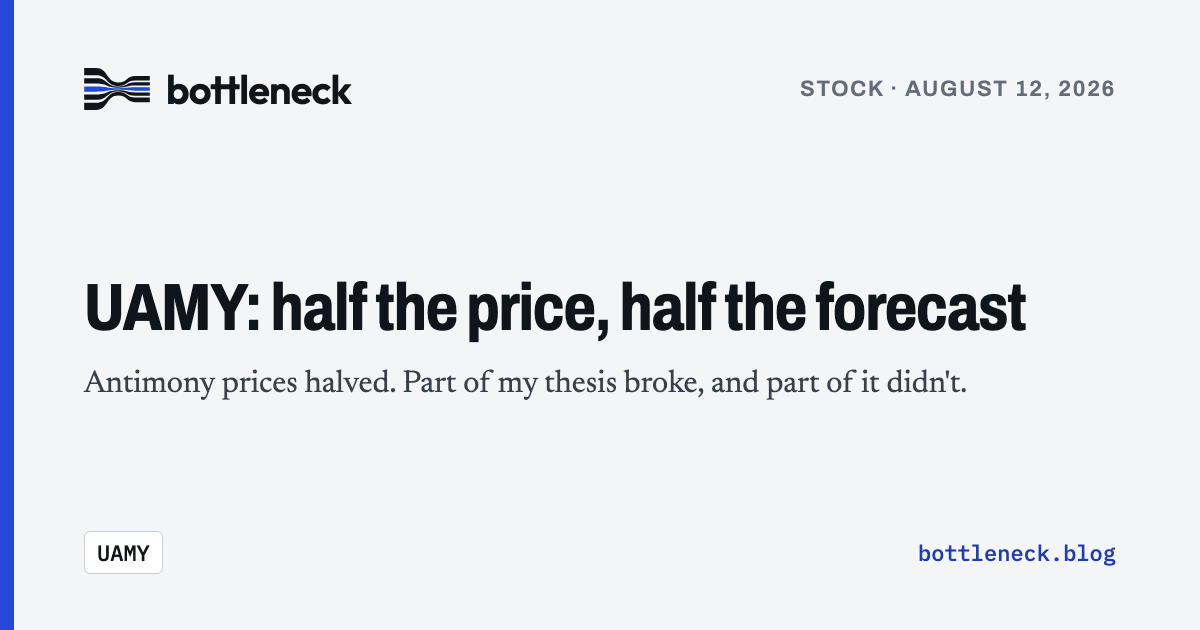 bottleneck
STOCK · AUGUST 12, 2026
UAMY: half the price, half the forecast
Antimony prices halved. Part of my thesis broke, and part of it didn't.
UAMY
bottleneck.blog